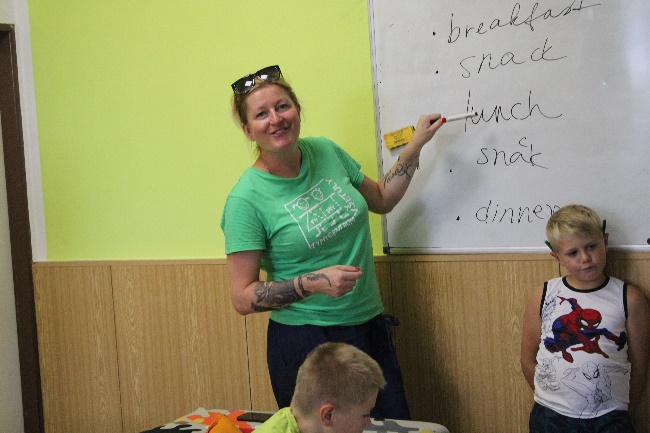 • breakfast
• snack
lunch
• snack
• dinner